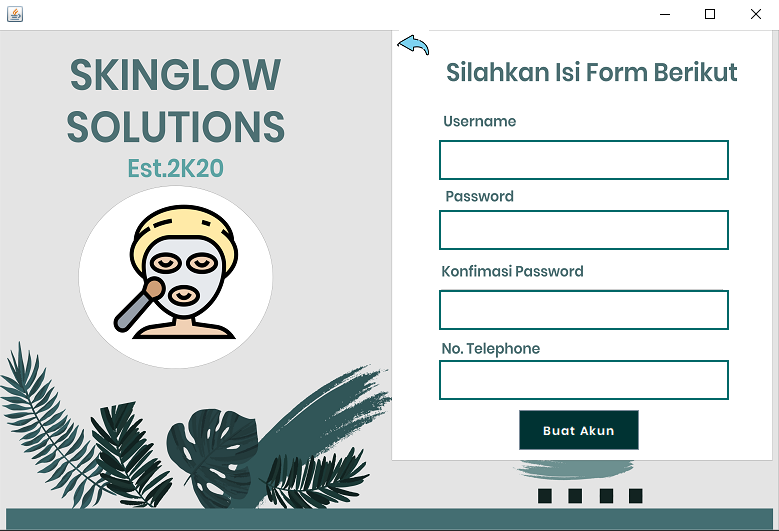 SKINGLOW
SOLUTIONS
Est.2K20
Silahkan Isi Form Berikut
Username
Password
Konfimasi Password
No. Telephone
Buat Akun